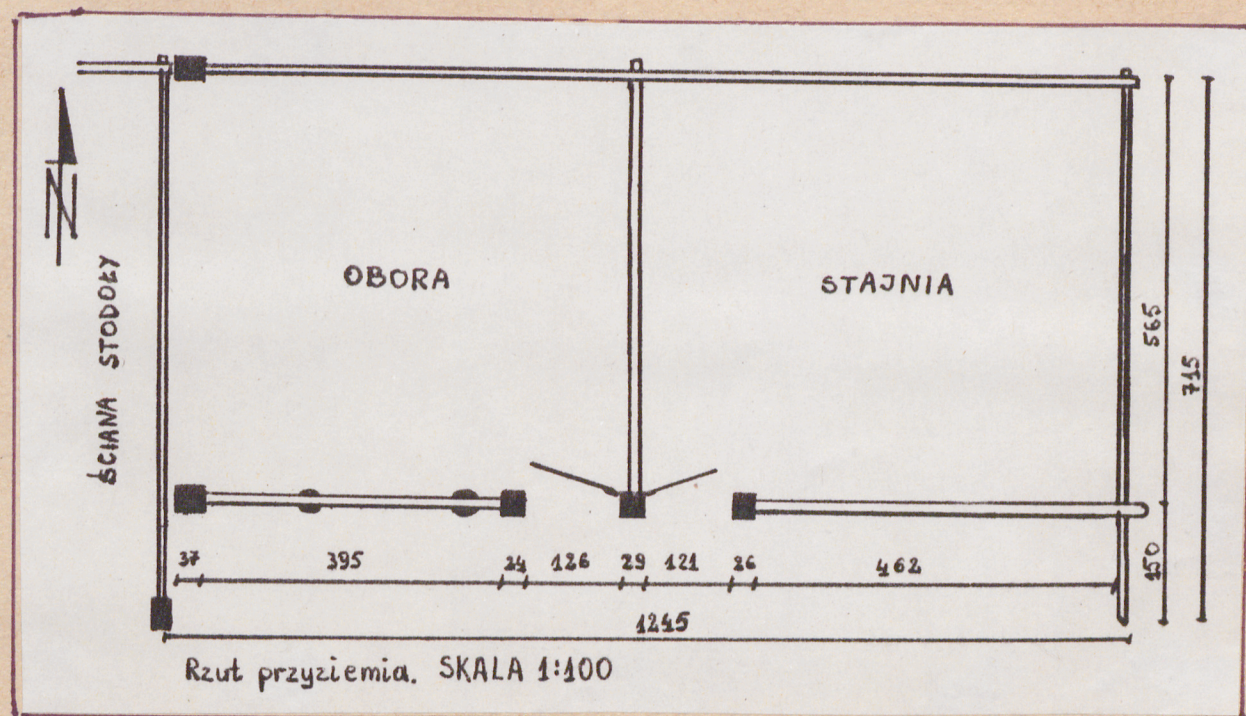 N
ŚCIANA STODOŁY
OBORA
STAJNIA
565
715
150
37 395 24 126 29 121 26 462
1245
Rzut przyziemia. SKALA 1:100